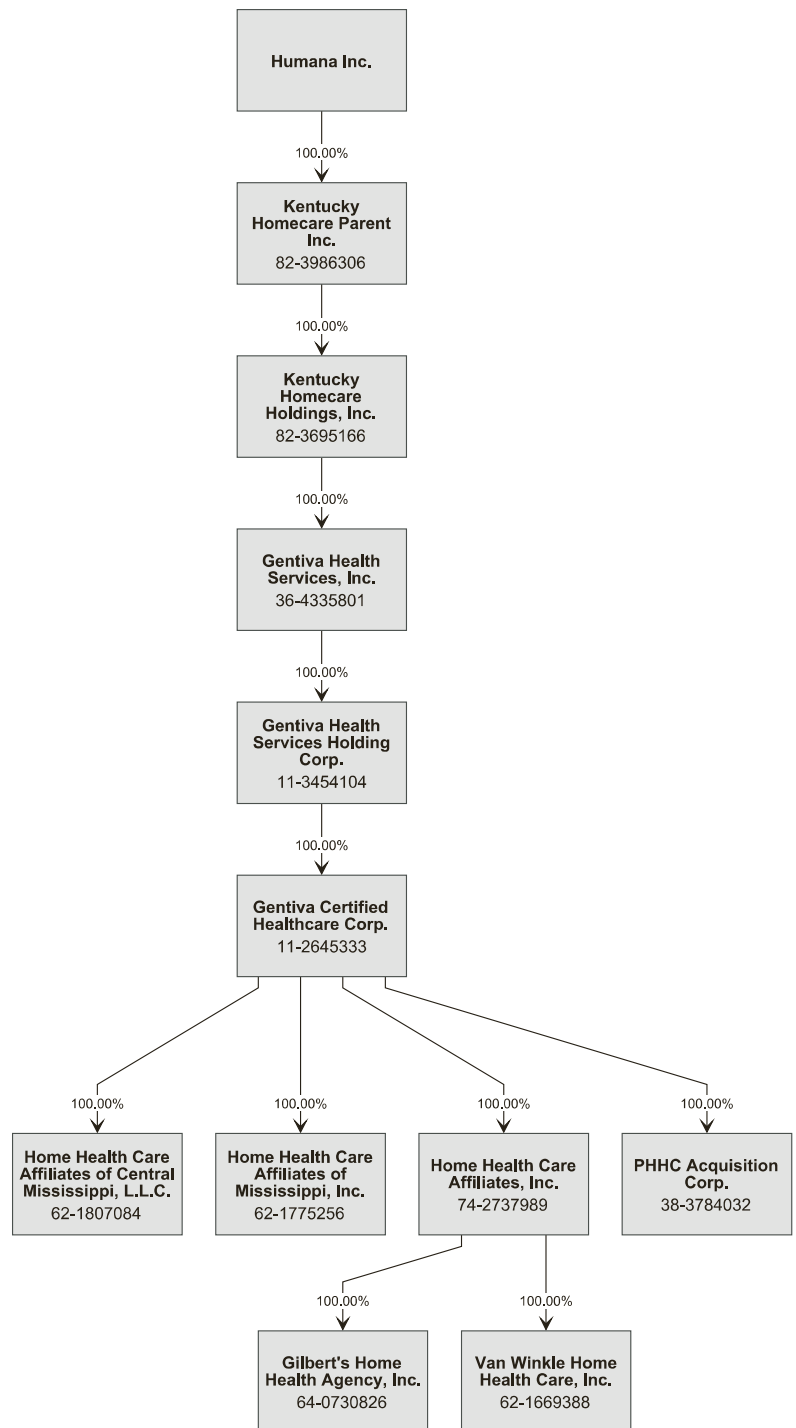 Humana Inc.
100.00%
Kentucky
Homecare Parent
Inc.
82-3986306
100.00%
Kentucky
Homecare
Holdings, Inc.
82-3695166
100.00%
Gentiva Health
Services, Inc.
36-4335801
100.00%
Gentiva Health
Services Holding
Corp.
11-3454104
100.00%
Gentiva Certified
Healthcare Corp.
11-2645333
100.00%
Home Health Care
Affiliates of Central
Mississippi, L.L.C.
62-1807084
100.00%
Home Health Care
Affiliates of
Mississippi, Inc.
62-1775256
100.00%
Home Health Care
Affiliates, Inc.
74-2737989
100.00%
PHHC Acquisition
Corp.
38-3784032
100.00%
Gilbert's Home
Health Agency, Inc.
64-0730826
100.00%
Van Winkle Home
Health Care, Inc.
62-1669388